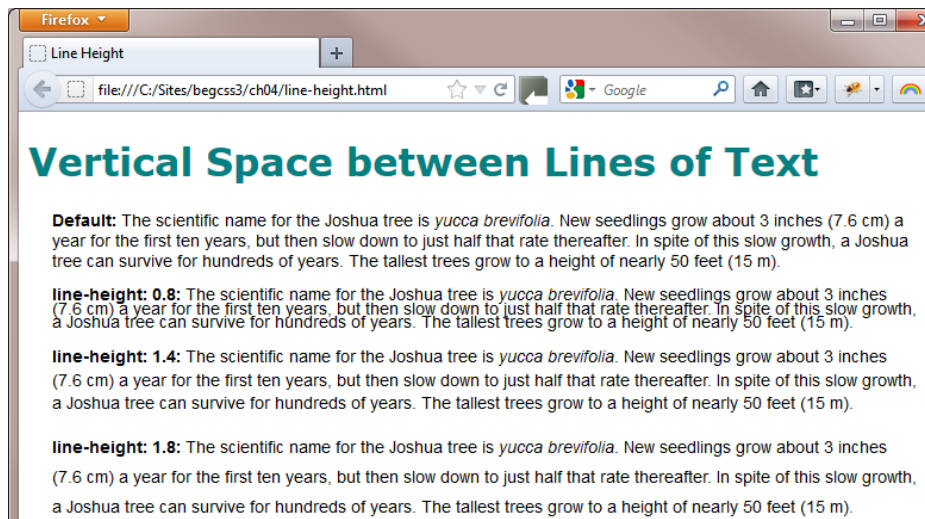 Firefox
Line Height
file:///C:/Sites/begcss3/ch04/line-height.html
Google
Vertical Space between Lines of Text
Default: The scientific name for the Joshua tree is yucca brevifolia. New seedlings grow about 3 inches (7.6 cm) a
year for the first ten years, but then slow down to just half that rate thereafter. In spite of this slow growth, a Joshua
tree can survive for hundreds of years. The tallest trees grow to a height of nearly 50 feet (15 m).
line-height: 0.8: The scientific name for the Joshua tree is yucca brevifolia. New seedlings grow about 3 inches
(7.6 cm) a year for the first ten years, but then slow down to just half that rate thereafter. In spite of this slow growth,
a Joshua tree can survive for hundreds of years. The tallest trees grow to a height of nearly 50 feet (15 m).
line-height: 1.4: The scientific name for the Joshua tree is yucca brevifolia. New seedlings grow about 3 inches
(7.6 cm) a year for the first ten years, but then slow down to just half that rate thereafter. In spite of this slow growth,
a Joshua tree can survive for hundreds of years. The tallest trees grow to a height of nearly 50 feet (15 m).
line-height: 1.8: The scientific name for the Joshua tree is yucca brevifolia. New seedlings grow about 3 inches
(7.6 cm) a year for the first ten years, but then slow down to just half that rate thereafter. In spite of this slow growth,
a Joshua tree can survive for hundreds of years. The tallest trees grow to a height of nearly 50 feet (15 m).